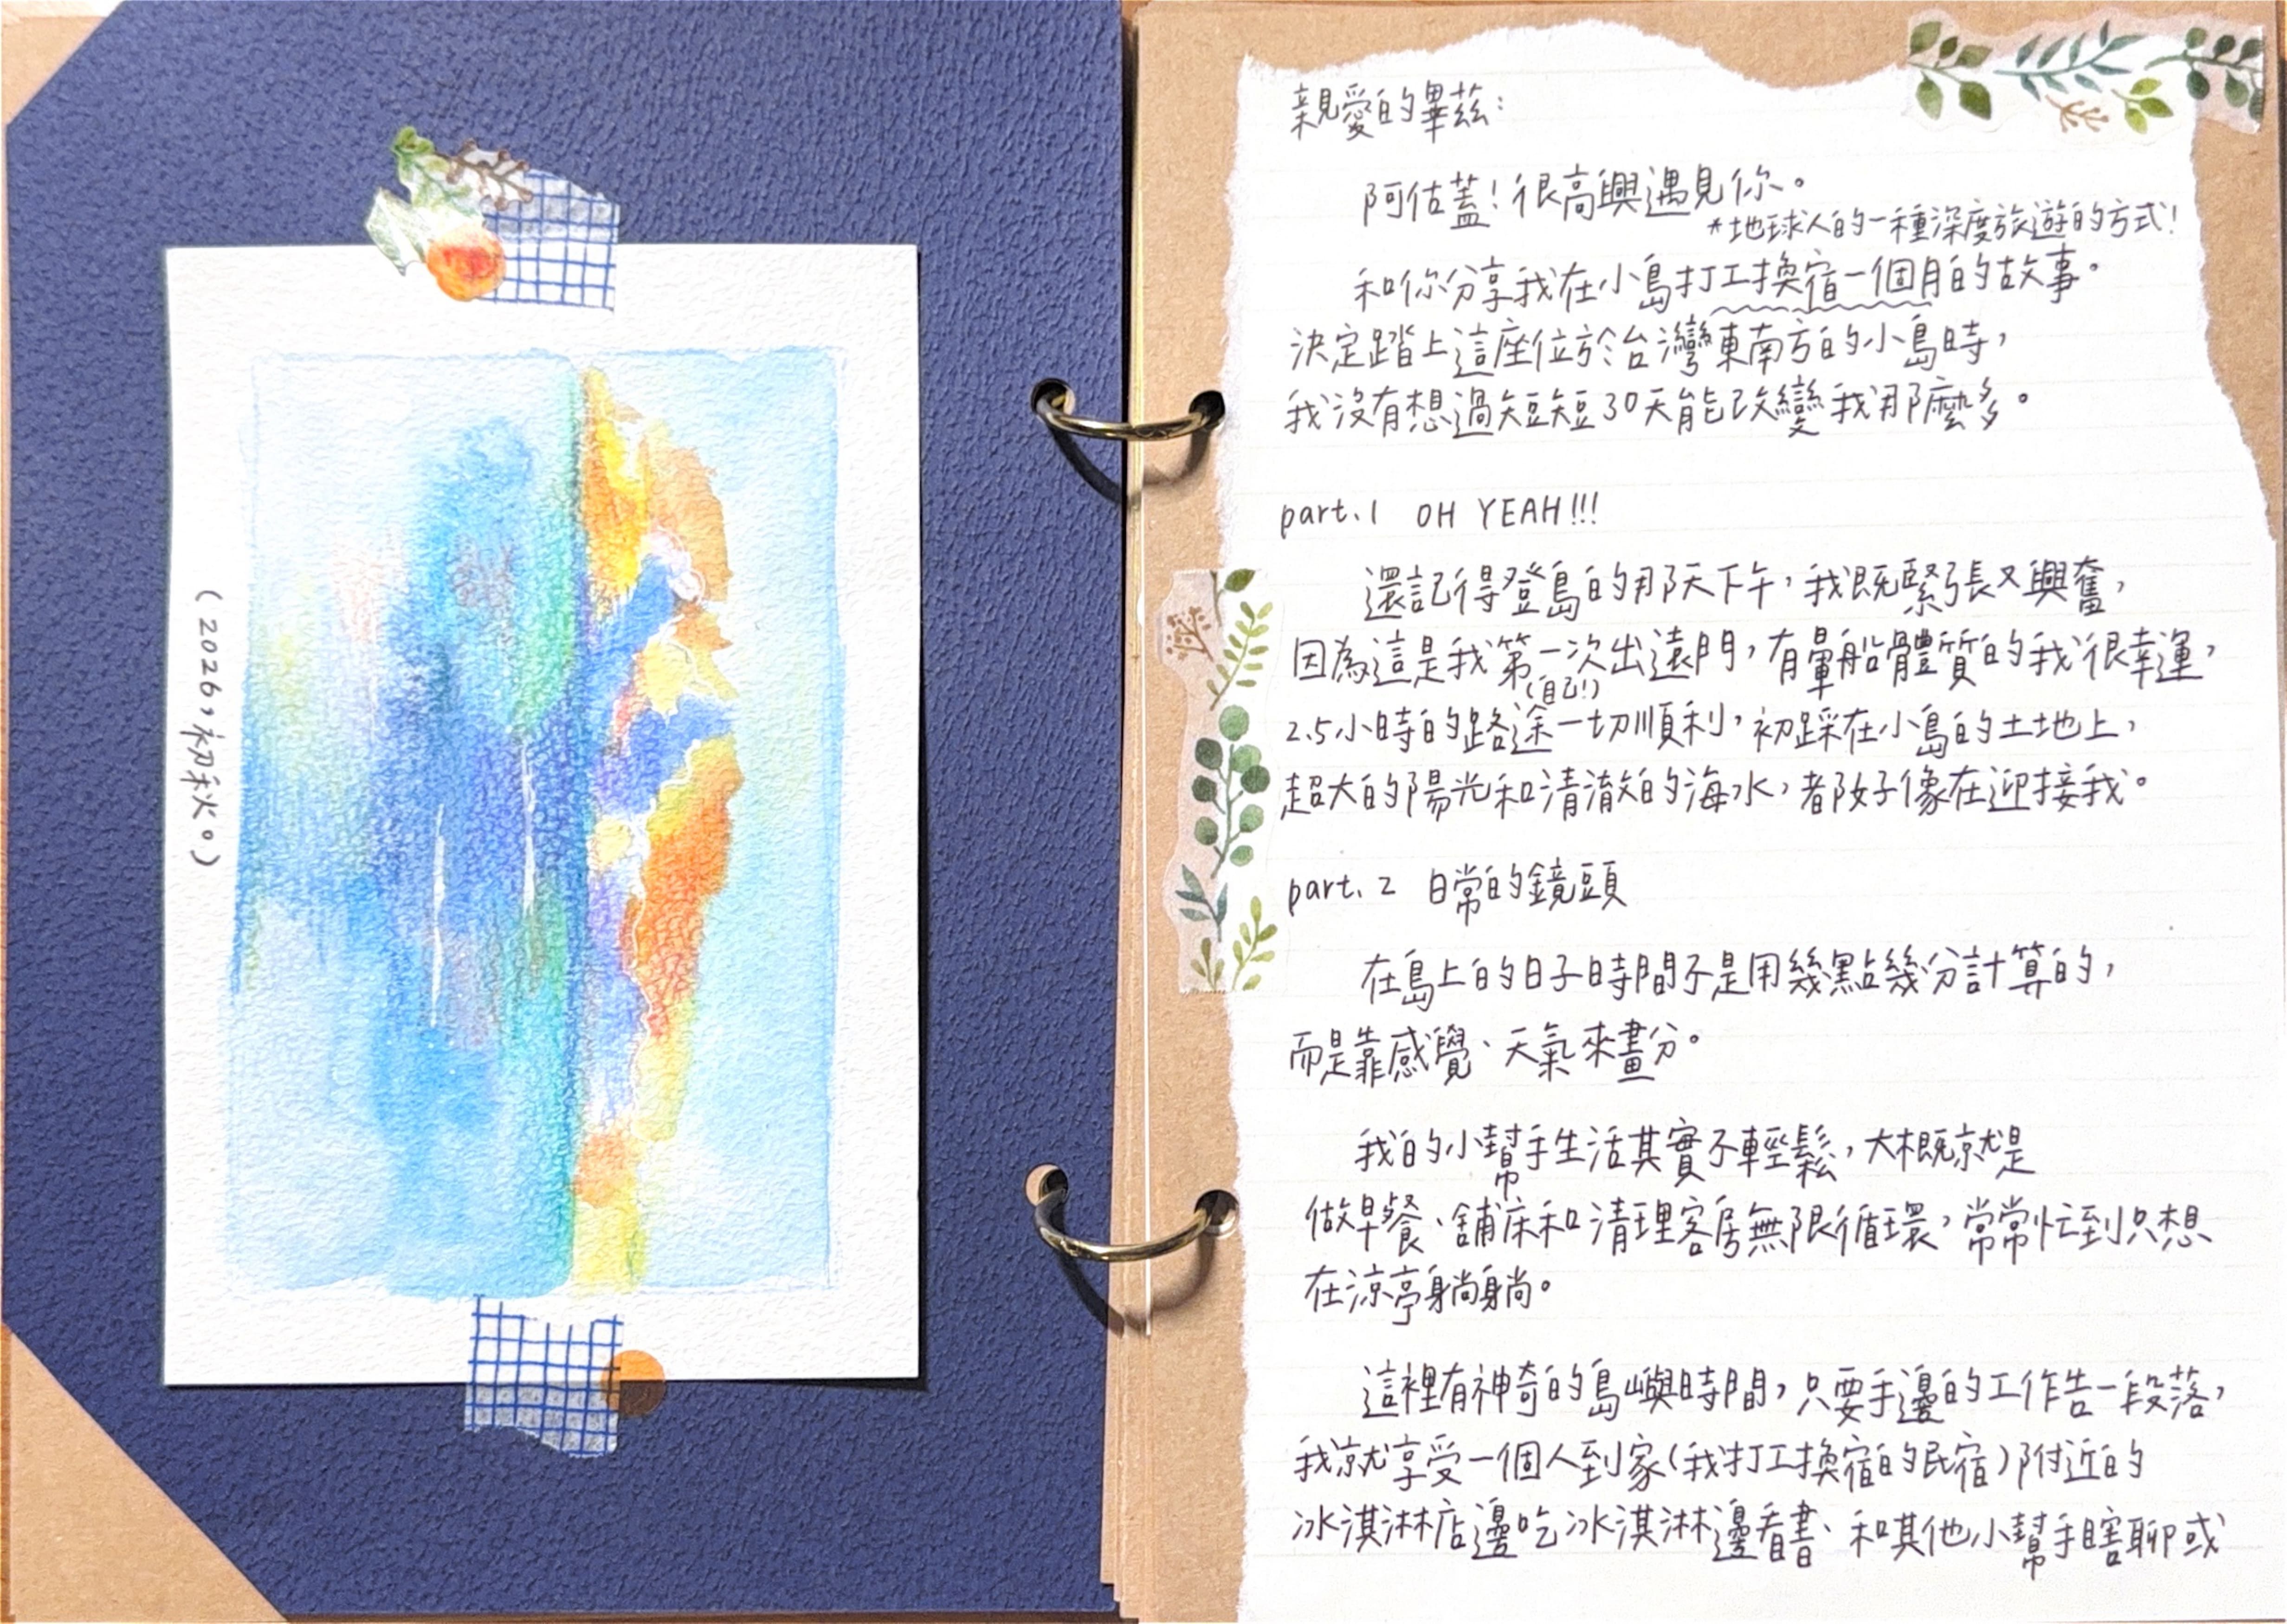 (2026,初秋。)
親愛的畢茲：
阿估蓋！很高興遇見你。
*地球人的一種深度旅遊的方式！
和你分享我在小島打工換宿一個月的故事。
決定踏上這座位於台灣東南方的小島時，
我沒有想過短短30天能改變我那麼多。
part.1 OH YEAH!!!
還記得登島的那天下午，我既緊張又興奮，
因為這是我第一次出遠門，有暈船體質的我很幸運，
(自己！)
2.5小時的路途一切順利，初踩在小島的土地上，
超大的陽光和清澈的海水，都好像在迎接我。
part.2 日常的鏡頭
在島上的日子時間不是用幾點幾分計算的，
而是靠感覺、天氣來畫分。
我的小幫手生活其實不輕鬆，大概就是
做早餐、舖床和清理客房無限循環，常常忙到只想
在涼亭躺躺。
這裡有神奇的島嶼時間，只要手邊的工作告一段落，
我就享受一個人到家(我打工換宿的民宿)附近的
冰淇淋店邊吃冰淇淋邊看書、和其他小幫手瞎聊或